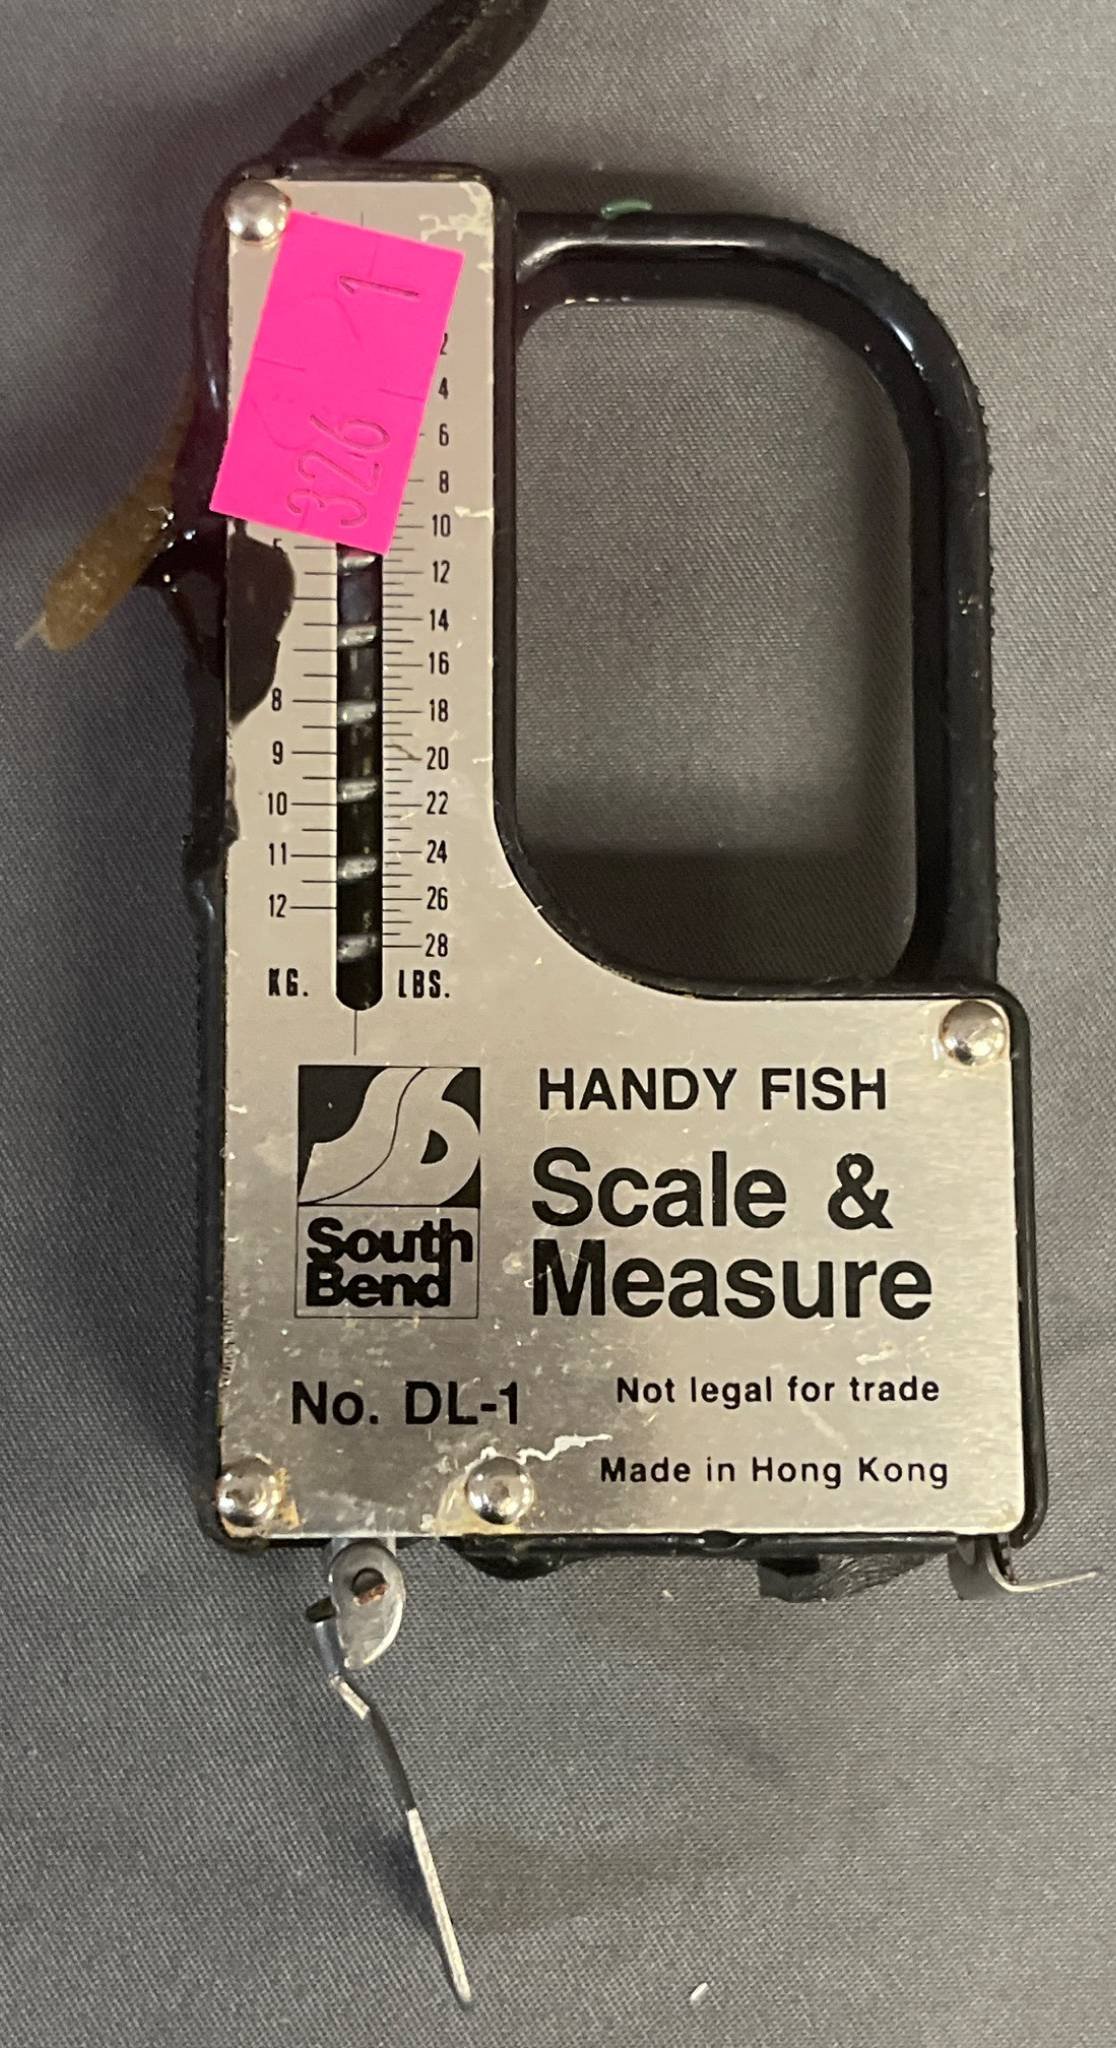 1
326
2
4
6
8
10
12
14
16
18
20
22
24
26
28
5
8
9
10
11
12
KG. LBS.
South
Bend
HANDY FISH
Scale &
Measure
No. DL-1
Not legal for trade
Made in Hong Kong